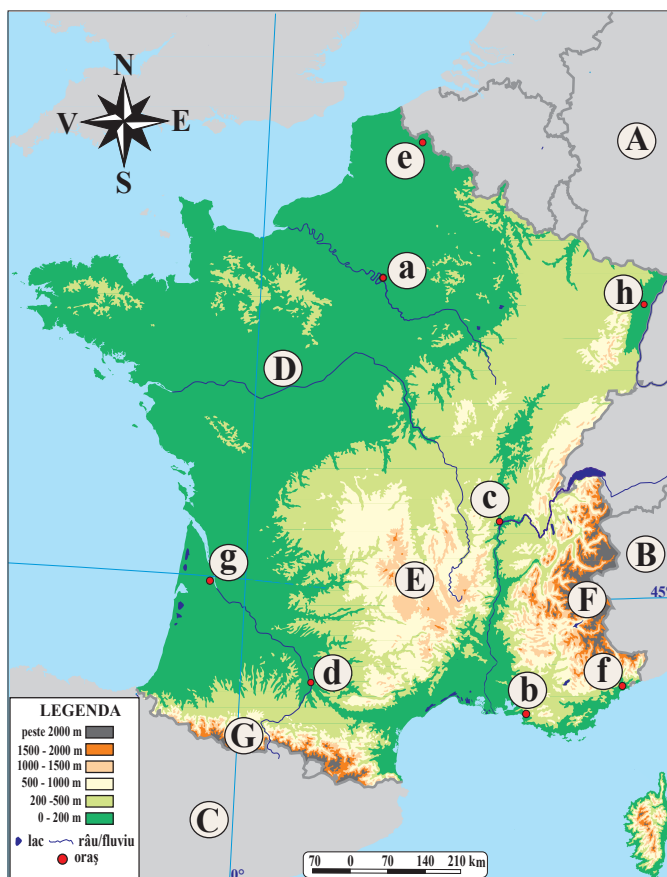 N
V E
S
e
A
a
h
D
c
E
B
g
F
45°
d
f
b
G
C
LEGENDA
peste 2000 m
1500 - 2000 m
1000 - 1500 m
500 - 1000 m
200 -500 m
0 - 200 m
lac râu/fluviu
oraş
0°
70 0 70 140 210 km